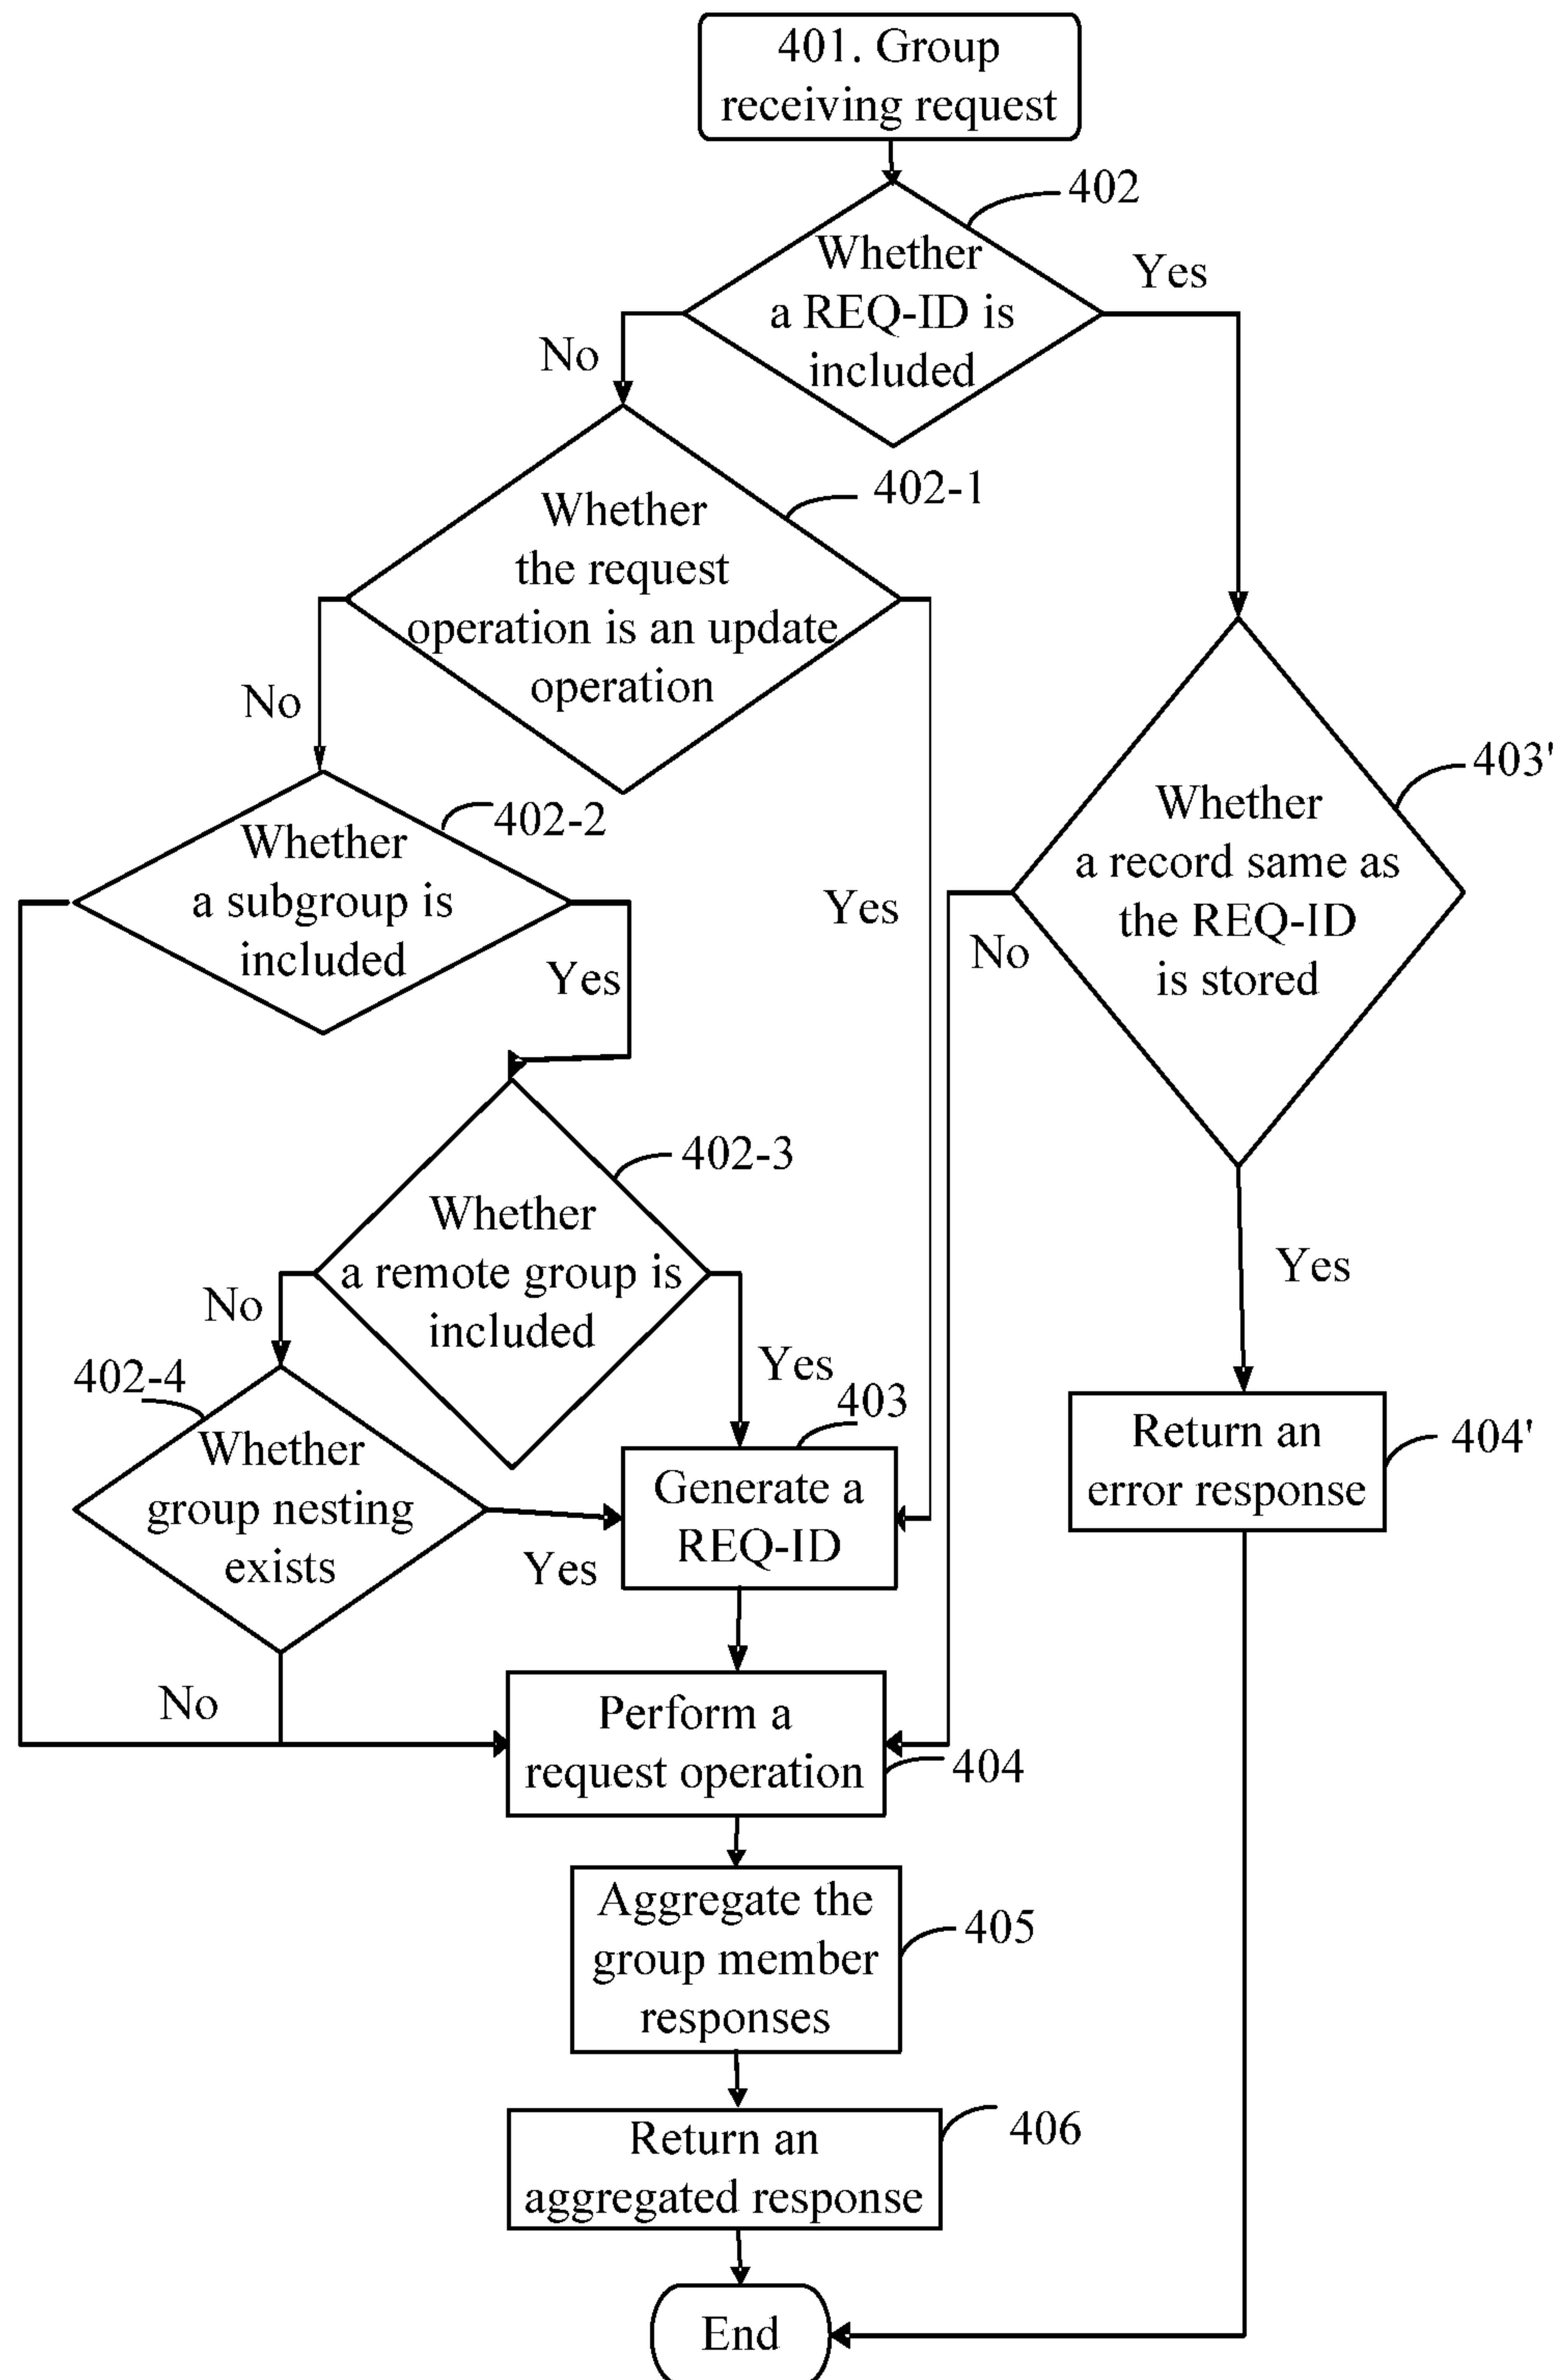 401. Group
receiving request
402
Whether
a REQ-ID is
included
Yes
No
402-1
Whether
the request
operation is an update
operation
No
Yes
403'
Whether
a record same as
the REQ-ID
is stored
No
402-2
Whether
a subgroup is
included
Yes
402-3
Whether
a remote group is
included
No
Yes
Yes
402-4
Whether
group nesting
exists
Yes
No
403
Generate a
REQ-ID
Return an
error response
404'
Perform a
request operation
404
Aggregate the
group member
responses
405
Return an
aggregated response
406
End